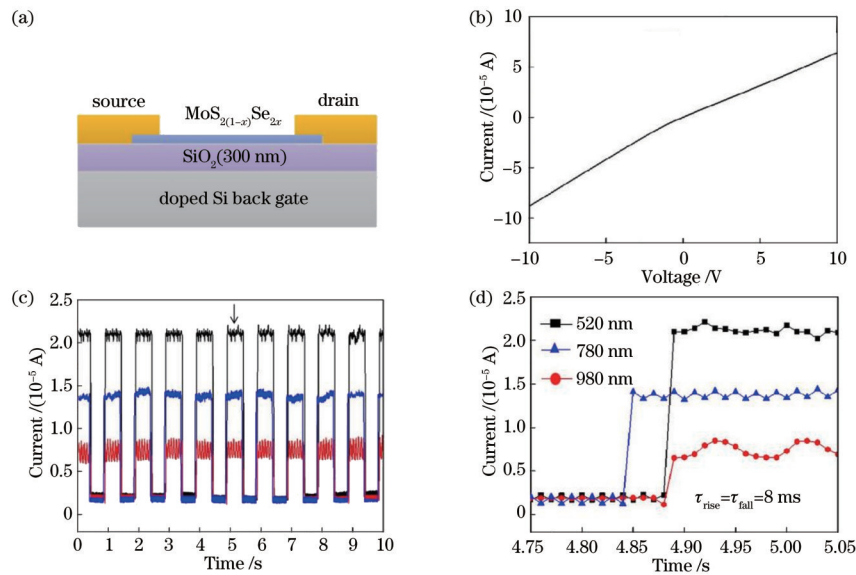 (a)
source
MoS2(1−x)Se2x
drain
SiO2(300 nm)
doped Si back gate
(b)
Current /(10−5 A)
10
5
0
−5
−10
−10
−5
0
5
10
Voltage /V
(c)
Current /(10−5 A)
2.5
2.0
1.5
1.0
0.5
0
0
1
2
3
4
5
6
7
8
9
10
Time /s
(d)
Current /(10−5 A)
2.5
2.0
1.5
1.0
0.5
0
520 nm
780 nm
980 nm
τrise=τfall=8 ms
4.75
4.80
4.85
4.90
4.95
5.00
5.05
Time /s